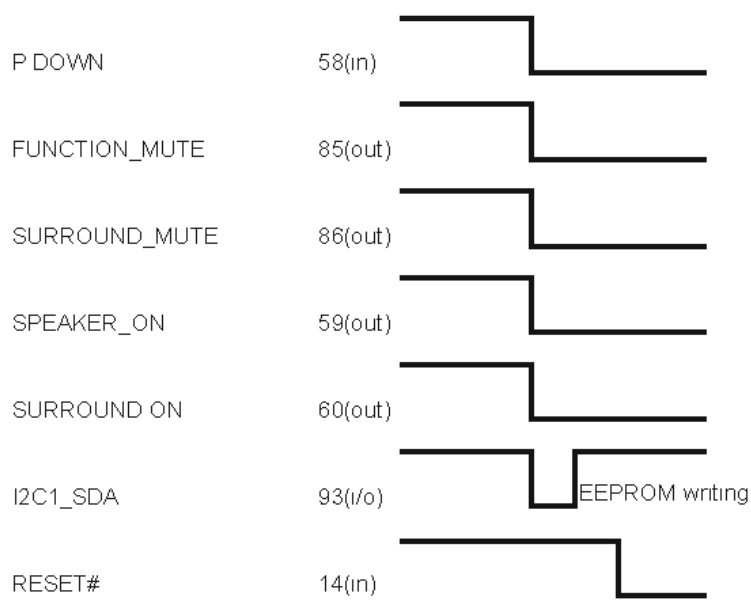 P DOWN 58(in)
FUNCTION_MUTE 85(out)
SURROUND_MUTE 86(out)
SPEAKER_ON 59(out)
SURROUND ON 60(out)
I2C1_SDA 93(i/o) EEPROM writing
RESET# 14(in)